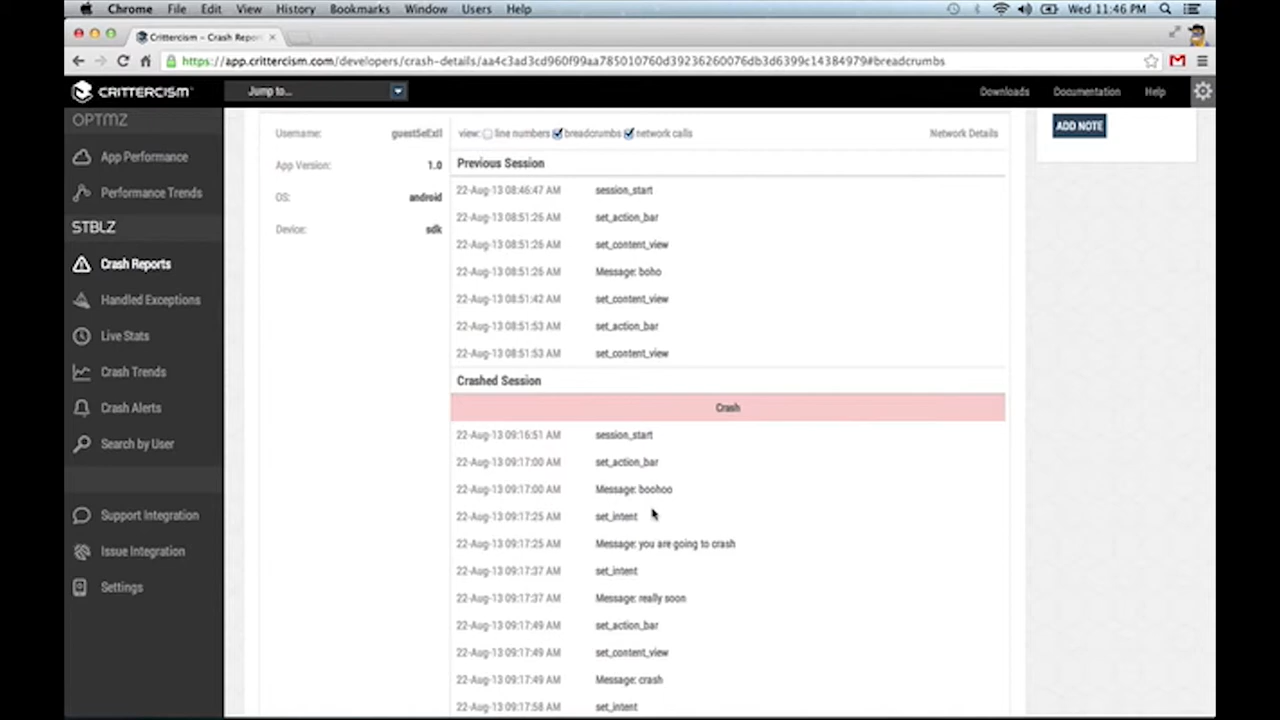 Chrome File Edit View History Bookmarks Window Users Help Wed 11:46 PM
Crittercism - Crash Repor
https://app.crittercism.com/developers/crash-details/aa4c3ad3cd960f99aa785010760d39236260076db3d6399c14384979#breadcrumbs
CRITTERCISM Jump to... Downloads Documentation Help
OPTMZ
App Performance
Performance Trends
STBLZ
Crash Reports
Handled Exceptions
Live Stats
Crash Trends
Crash Alerts
Search by User
Support Integration
Issue Integration
Settings
Username:
App Version: 1.0
OS: android
Device: sdk
view: line numbers breadcrumbs network calls Network Details
Previous Session
22-Aug-13 08:46:47 AM session_start
22-Aug-13 08:51:26 AM set_action_bar
22-Aug-13 08:51:26 AM set_content_view
22-Aug-13 08:51:26 AM Message: boho
22-Aug-13 08:51:42 AM set_content_view
22-Aug-13 08:51:53 AM set_action_bar
22-Aug-13 08:51:53 AM set_content_view
Crashed Session
Crash
22-Aug-13 09:16:51 AM session_start
22-Aug-13 09:17:00 AM set_action_bar
22-Aug-13 09:17:00 AM Message: boohoo
22-Aug-13 09:17:25 AM set_intent
22-Aug-13 09:17:25 AM Message: you are going to crash
22-Aug-13 09:17:37 AM set_intent
22-Aug-13 09:17:37 AM Message: really soon
22-Aug-13 09:17:49 AM set_action_bar
22-Aug-13 09:17:49 AM set_content_view
22-Aug-13 09:17:49 AM Message: crash
22-Aug-13 09:17:58 AM set_intent
ADD NOTE